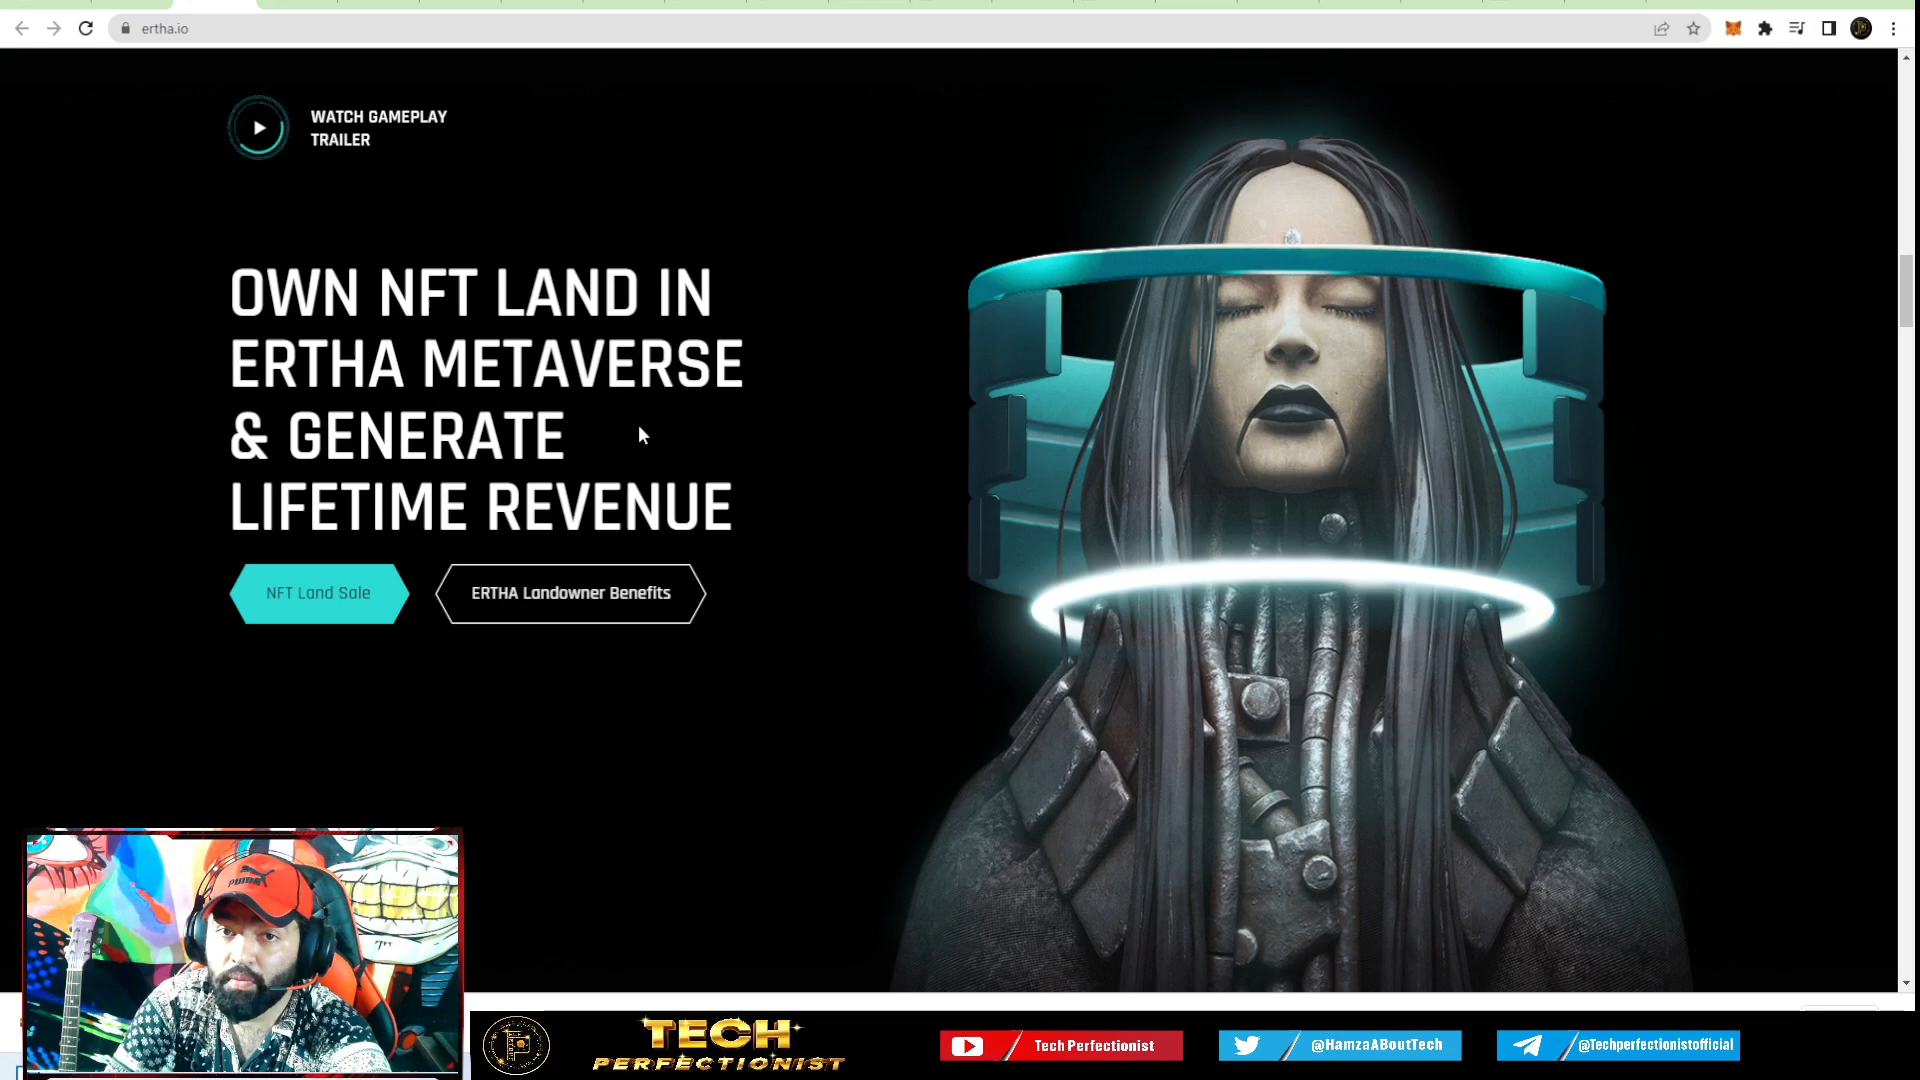 ertha.io
WATCH GAMEPLAY
TRAILER
OWN NFT LAND IN
ERTHA METAVERSE
& GENERATE
LIFETIME REVENUE
NFT Land Sale
ERTHA Landowner Benefits
PUMA
TECH
PERFECTIONIST
Tech Perfectionist
@HamzaABoutTech
@Techperfectionistofficial